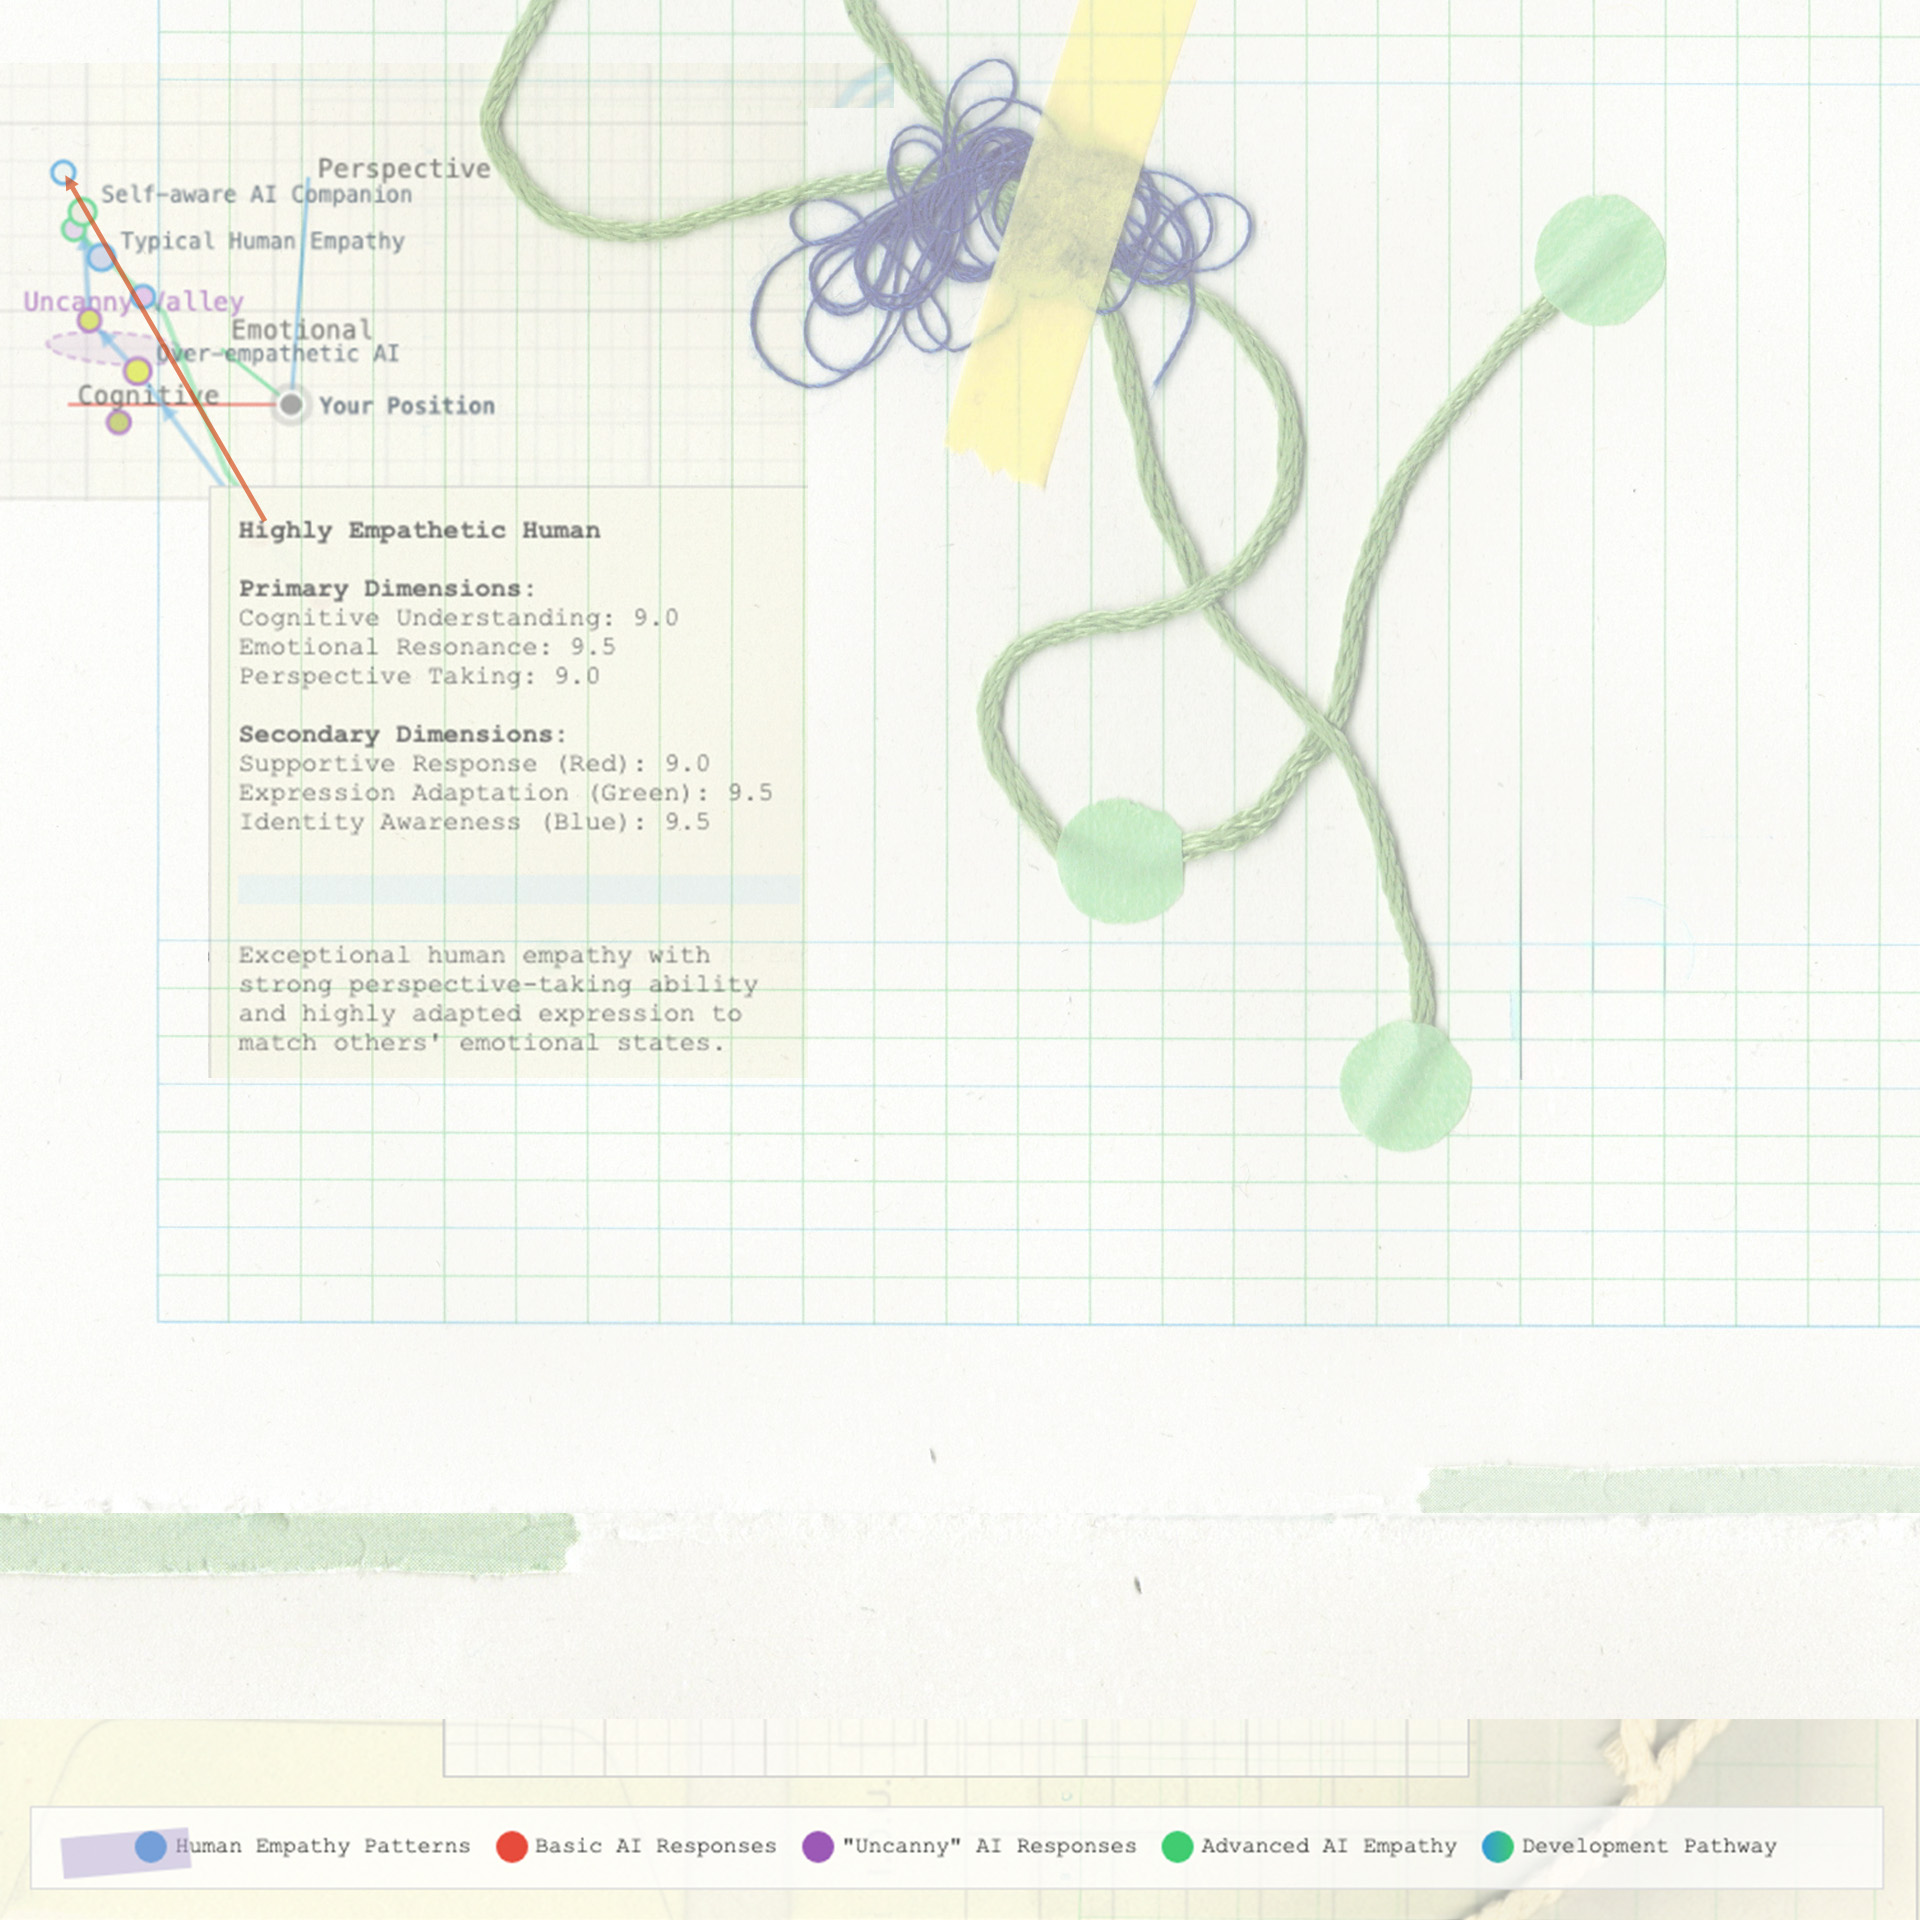 Perspective
Self-aware AI Companion
Typical Human Empathy
Uncanny Valley
Emotional
Over-empathetic AI
Cognitive
Your Position
Highly Empathetic Human
Primary Dimensions:
Cognitive Understanding: 9.0
Emotional Resonance: 9.5
Perspective Taking: 9.0
Secondary Dimensions:
Supportive Response (Red): 9.0
Expression Adaptation (Green): 9.5
Identity Awareness (Blue): 9.5
Exceptional human empathy with
strong perspective-taking ability
and highly adapted expression to
match others' emotional states.
Human Empathy Patterns Basic AI Responses "Uncanny" AI Responses Advanced AI Empathy Development Pathway